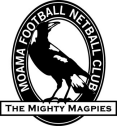 MOAMA FOOTBALL NETBALL CLUB
THE MIGHTY MAGPIES